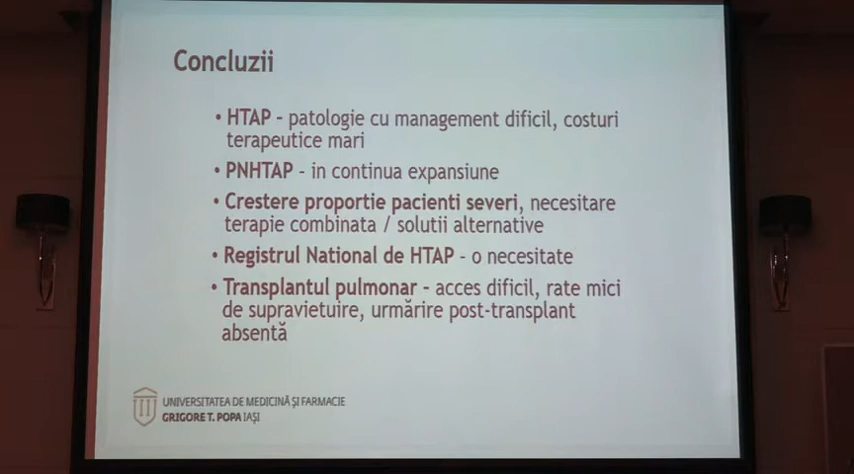 Concluzii
• HTAP - patologie cu management dificil, costuri
terapeutice mari
• PNHTAP - in continua expansiune
• Crestere proportie pacienti severi, necesitare
terapie combinata / solutii alternative
• Registrul National de HTAP - o necesitate
• Transplantul pulmonar - acces dificil, rate mici
de supravietuire, urmărire post-transplant
absentă
UNIVERSITATEA DE MEDICINĂ ȘI FARMACIE
GRIGORE T. POPA IAȘI